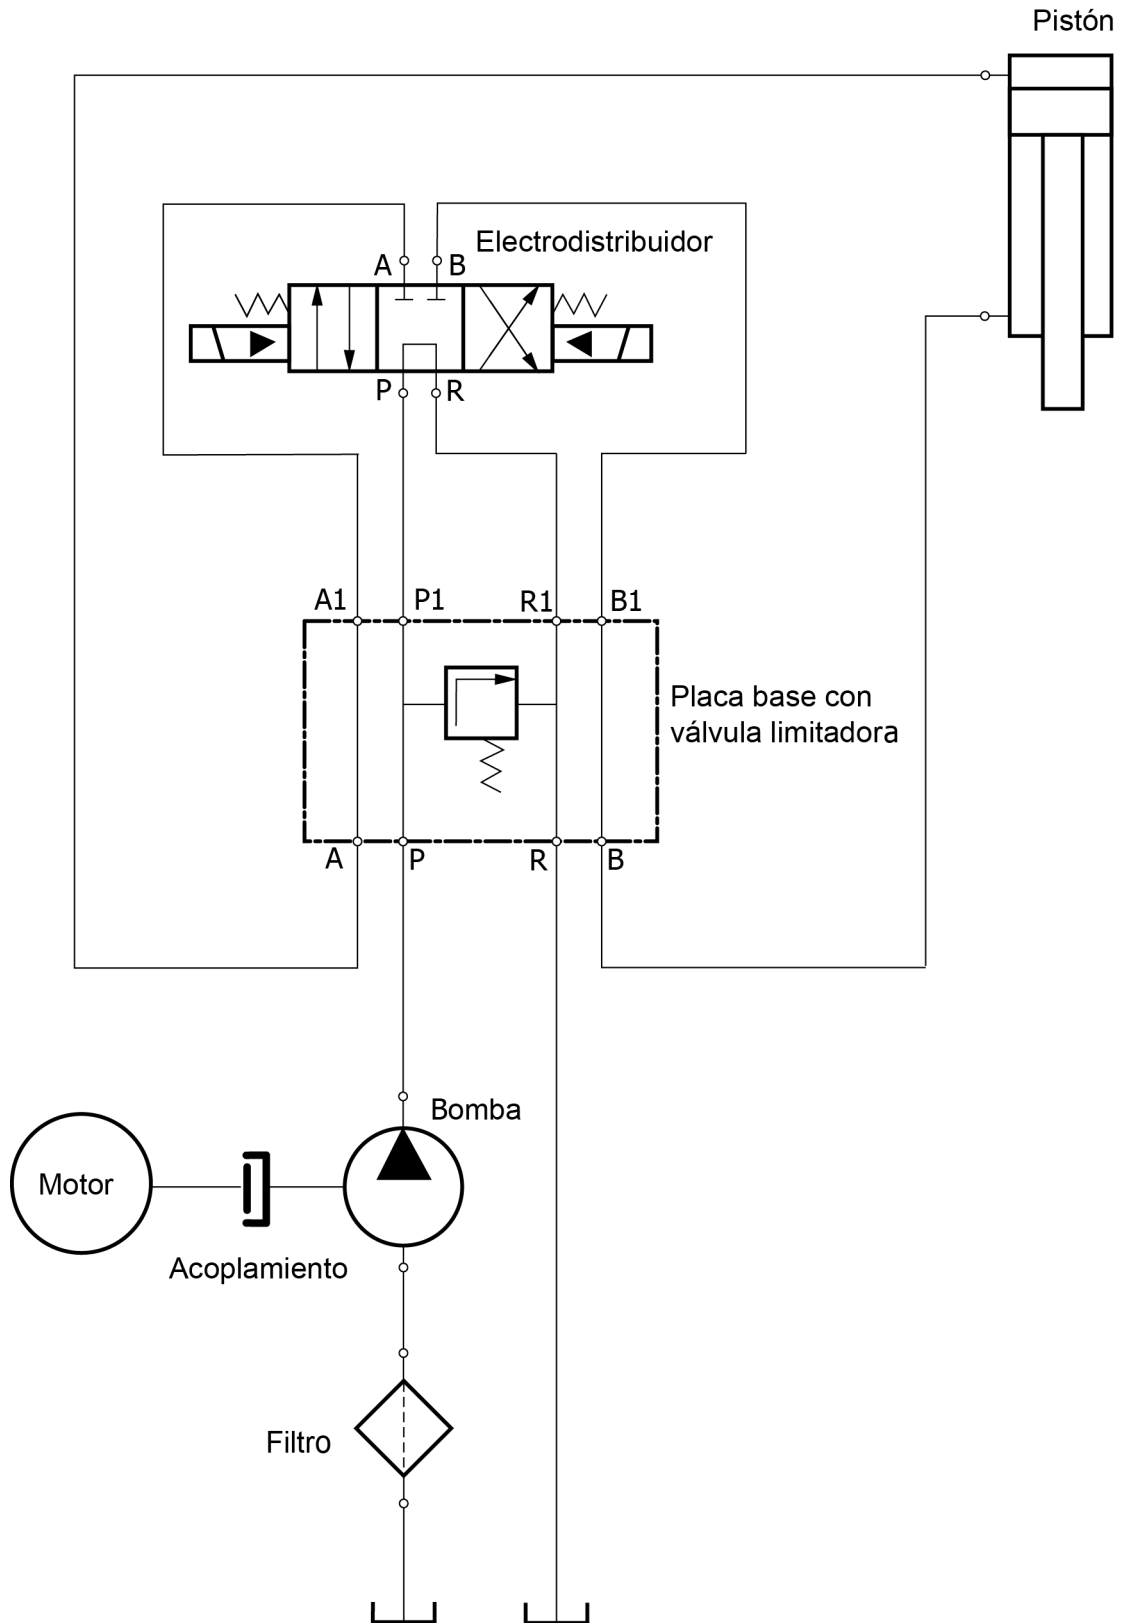 Pistón
Electrodistribuidor
A B
P R
A1 P1 R1 B1
Placa base con
válvula limitadora
A P R B
Bomba
Motor
Acoplamiento
Filtro